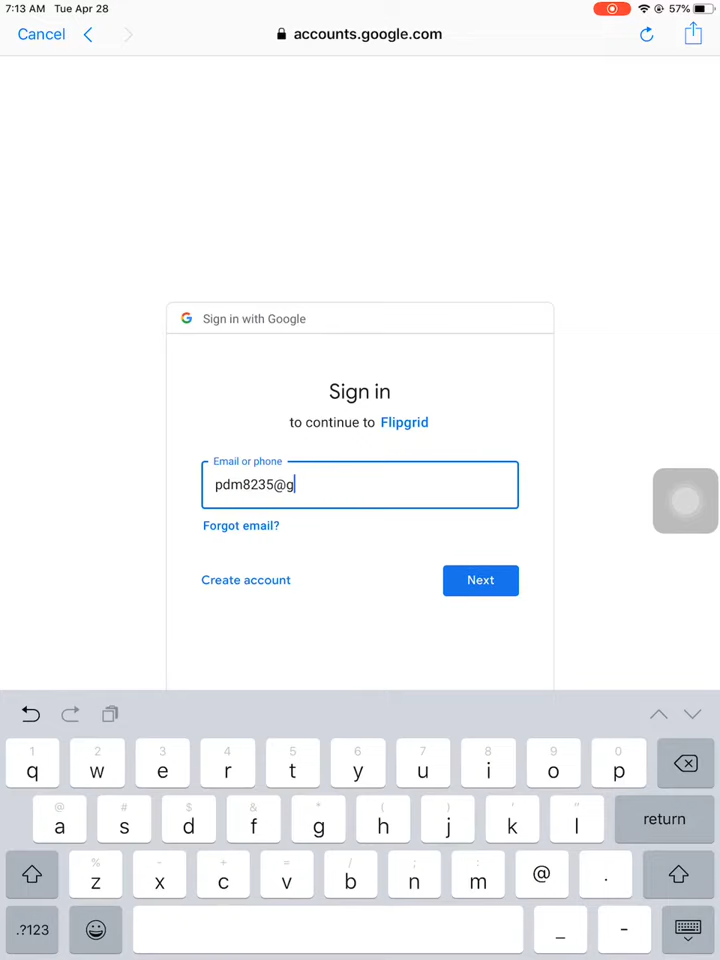 7:13 AM Tue Apr 28 57%
Cancel accounts.google.com
Sign in with Google
Sign in
to continue to Flipgrid
Email or phone
pdm8235@g
Forgot email?
Create account Next
1 2 3 4 5 6 7 8 9 0
q w e r t y u i o p
@ # $ & * ( ) ' "
a s d f g h j k l return
% - + = / ; : 
z x c v b n m @ .
.?123 _ -